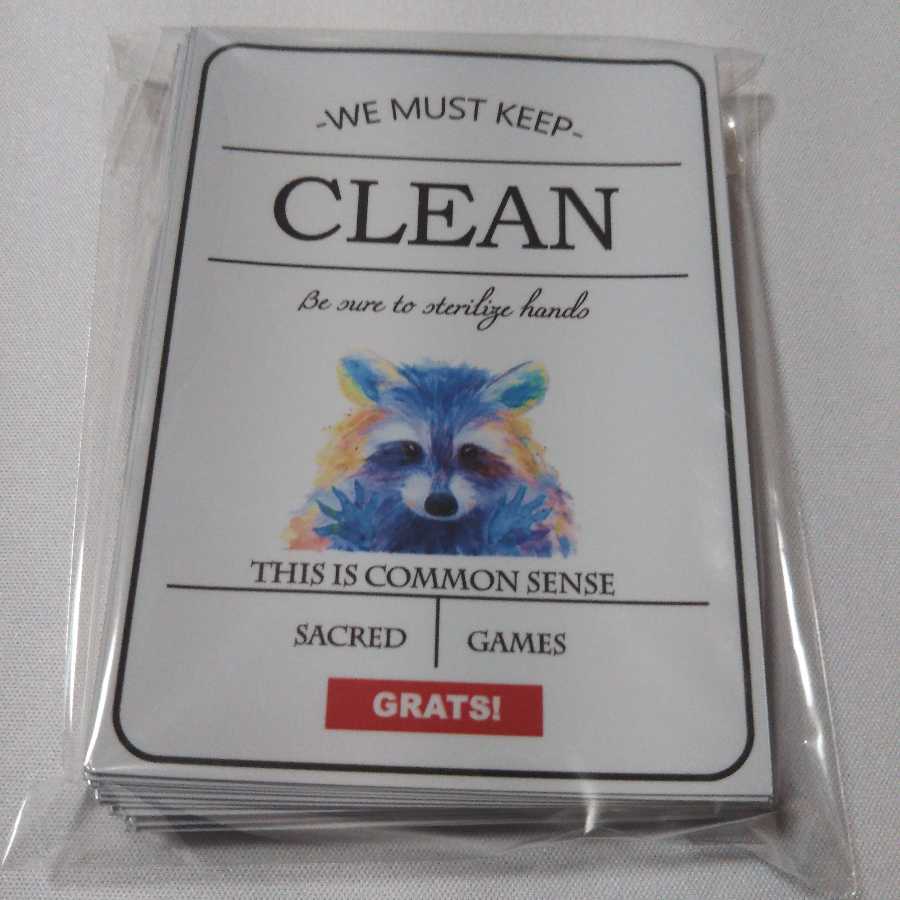 -WE MUST KEEP-
CLEAN
Be sure to sterilize hands
THIS IS COMMON SENSE
SACRED GAMES
GRATS!